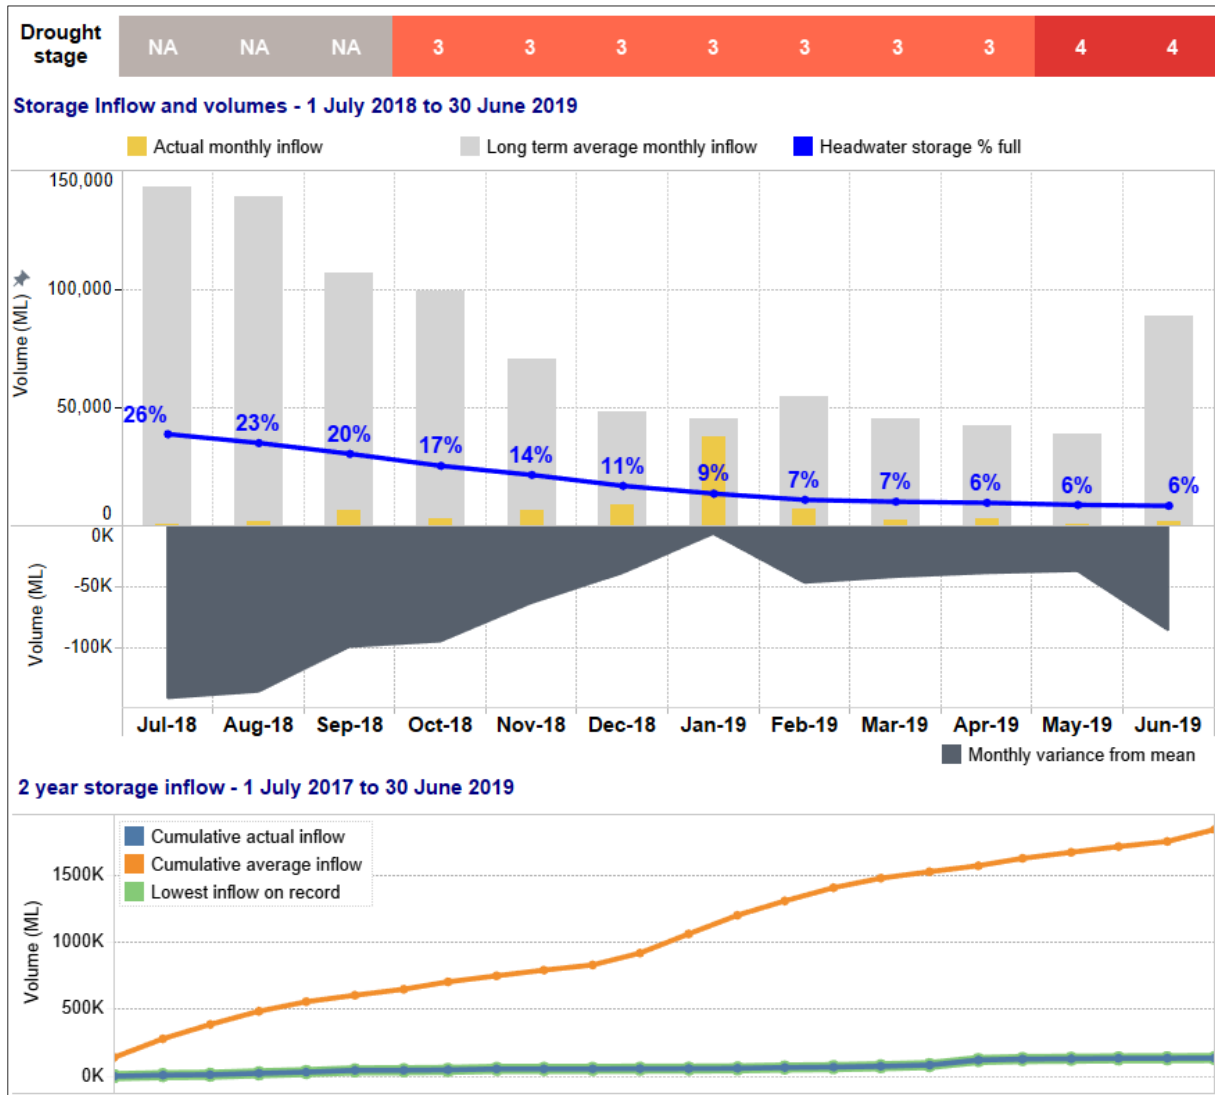 Drought stage NA NA NA 3 3 3 3 3 3 3 4 4
Storage Inflow and volumes - 1 July 2018 to 30 June 2019
Actual monthly inflow Long term average monthly inflow Headwater storage % full
150,000
100,000
50,000
0
Volume (ML)
26% 23% 20% 17% 14% 11% 9% 7% 7% 6% 6% 6%
0K
-50K
-100K
Volume (ML)
Jul-18 Aug-18 Sep-18 Oct-18 Nov-18 Dec-18 Jan-19 Feb-19 Mar-19 Apr-19 May-19 Jun-19
Monthly variance from mean
2 year storage inflow - 1 July 2017 to 30 June 2019
Cumulative actual inflow
Cumulative average inflow
Lowest inflow on record
1500K
1000K
500K
0K
Volume (ML)